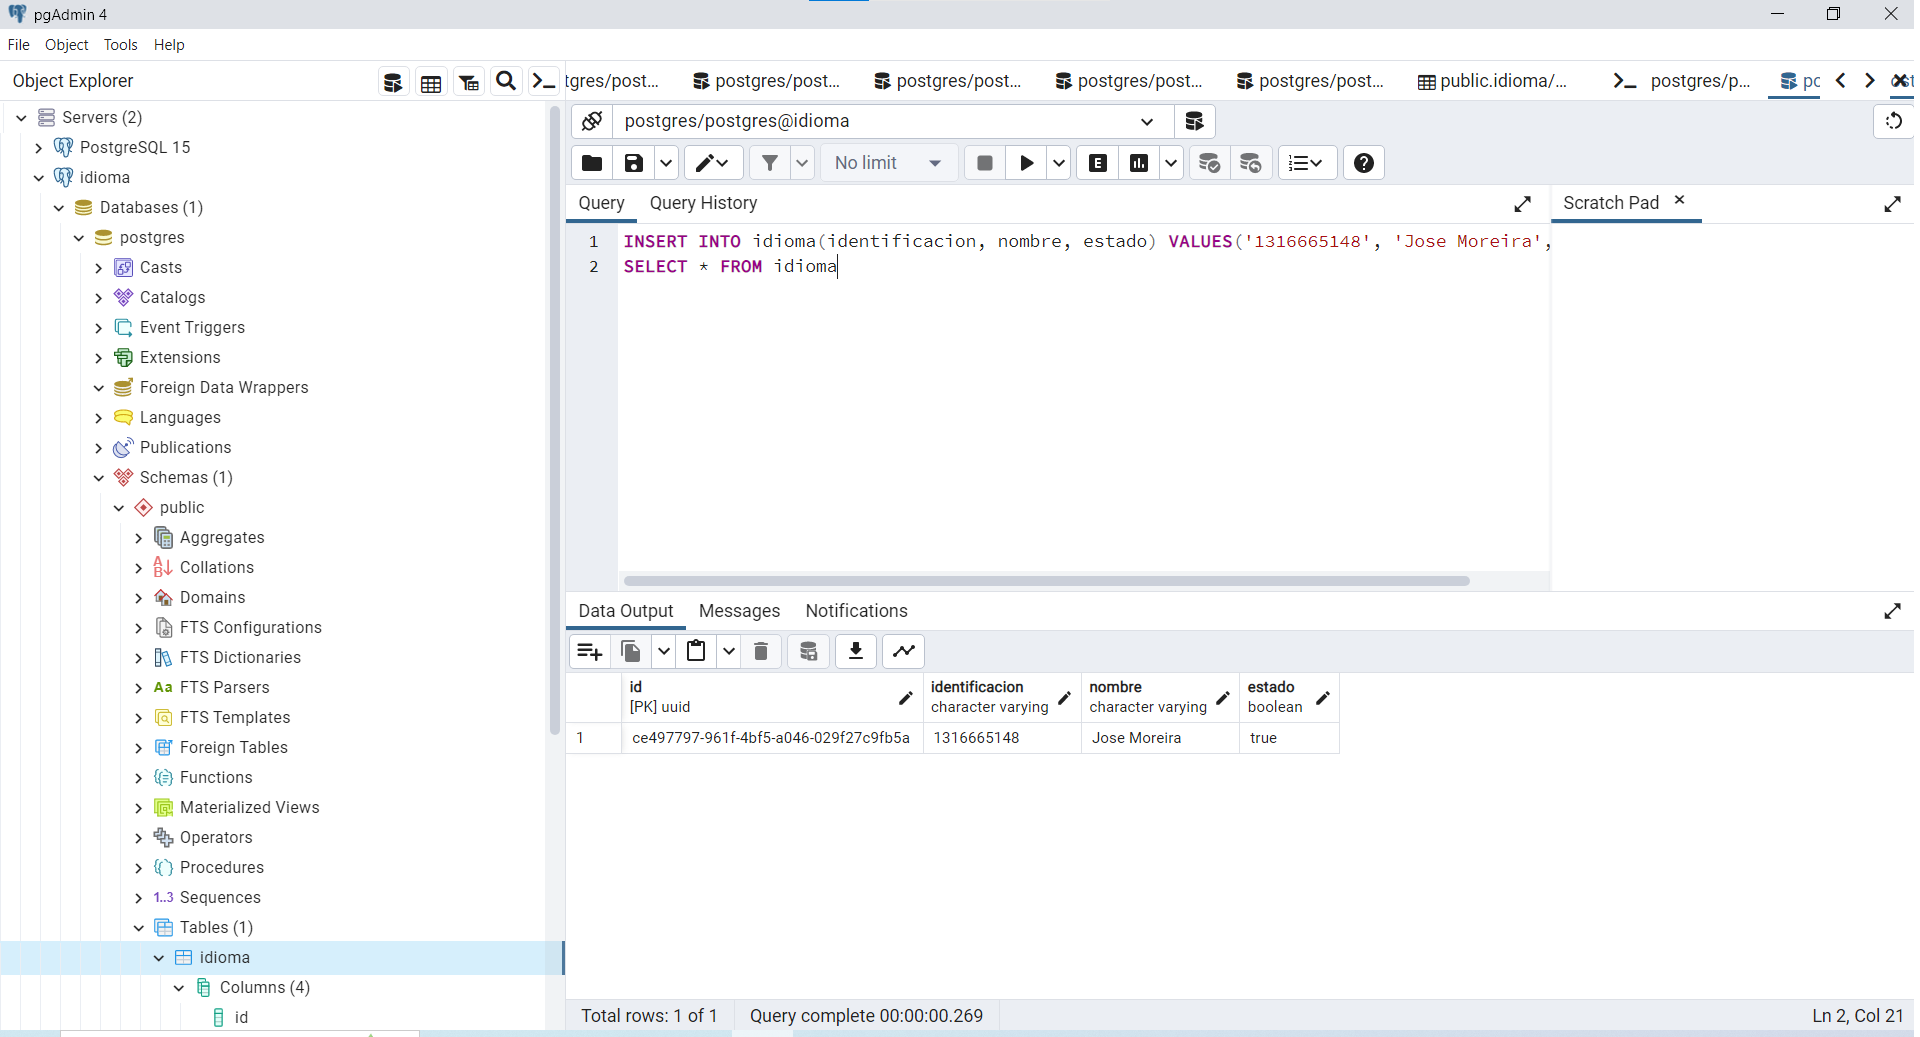 pgAdmin 4
File Object Tools Help
Object Explorer
tgres/post... postgres/post... postgres/post... postgres/post... postgres/post... public.idioma/... postgres/p...
Servers (2)
PostgreSQL 15
idioma
Databases (1)
postgres
Casts
Catalogs
Event Triggers
Extensions
Foreign Data Wrappers
Languages
Publications
Schemas (1)
public
Aggregates
Collations
Domains
FTS Configurations
FTS Dictionaries
Aa FTS Parsers
FTS Templates
Foreign Tables
Functions
Materialized Views
Operators
Procedures
1..3 Sequences
Tables (1)
idioma
Columns (4)
id
postgres/postgres@idioma
No limit
E
Query Query History
Scratch Pad
1 INSERT INTO idioma(identificacion, nombre, estado) VALUES('1316665148', 'Jose Moreira',
2 SELECT * FROM idioma
Data Output Messages Notifications
id identificacion nombre estado
[PK] uuid character varying character varying boolean
1 ce497797-961f-4bf5-a046-029f27c9fb5a 1316665148 Jose Moreira true
Total rows: 1 of 1 Query complete 00:00:00.269 Ln 2, Col 21